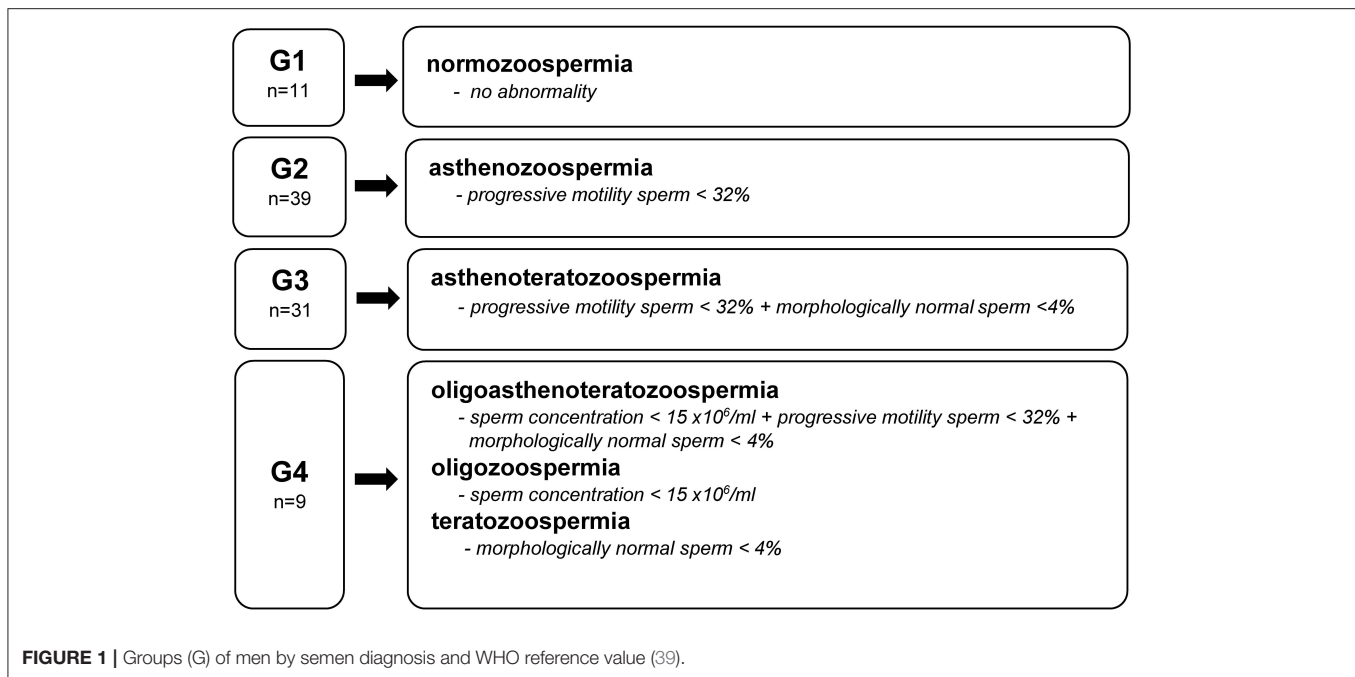 G1
n=11
normozoospermia
- no abnormality
G2
n=39
asthenozoospermia
- progressive motility sperm < 32%
G3
n=31
asthenoteratozoospermia
- progressive motility sperm < 32% + morphologically normal sperm <4%
G4
n=9
oligoasthenoteratozoospermia
- sperm concentration < 15 x10⁶/ml + progressive motility sperm < 32% +
morphologically normal sperm < 4%
oligozoospermia
- sperm concentration < 15 x10⁶/ml
teratozoospermia
- morphologically normal sperm < 4%
FIGURE 1 | Groups (G) of men by semen diagnosis and WHO reference value (39).